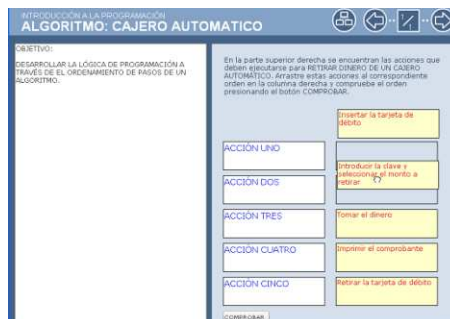 INTRODUCCIÓN A LA PROGRAMACIÓN
ALGORITMO: CAJERO AUTOMATICO
OBJETIVO:
DESARROLLAR LA LÓGICA DE PROGRAMACIÓN A
TRAVÉS DE EL ORDENAMIENTO DE PASOS DE UN
ALGORITMO.
En la parte superior derecha se encuentran las acciones que
deben ejecutarse para RETIRAR DINERO DE UN CAJERO
AUTOMÁTICO. Arrastre estas acciones al correspondiente
orden en la columna derecha y compruebe el orden
presionando el botón COMPROBAR.
Insertar la tarjeta de
débito
ACCIÓN UNO
Introducir la clave y
seleccionar el monto a
retirar
ACCIÓN DOS
ACCIÓN TRES
Tomar el dinero
ACCIÓN CUATRO
Imprimir el comprobante
ACCIÓN CINCO
Retirar la tarjeta de débito
COMPROBAR